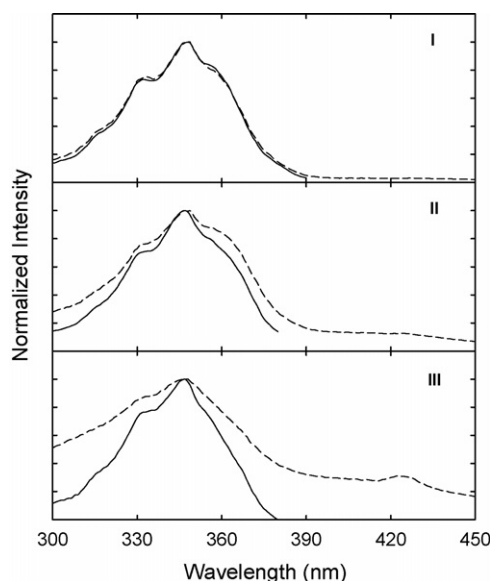 I
II
III
Normalized Intensity
300 330 360 390 420 450
Wavelength (nm)